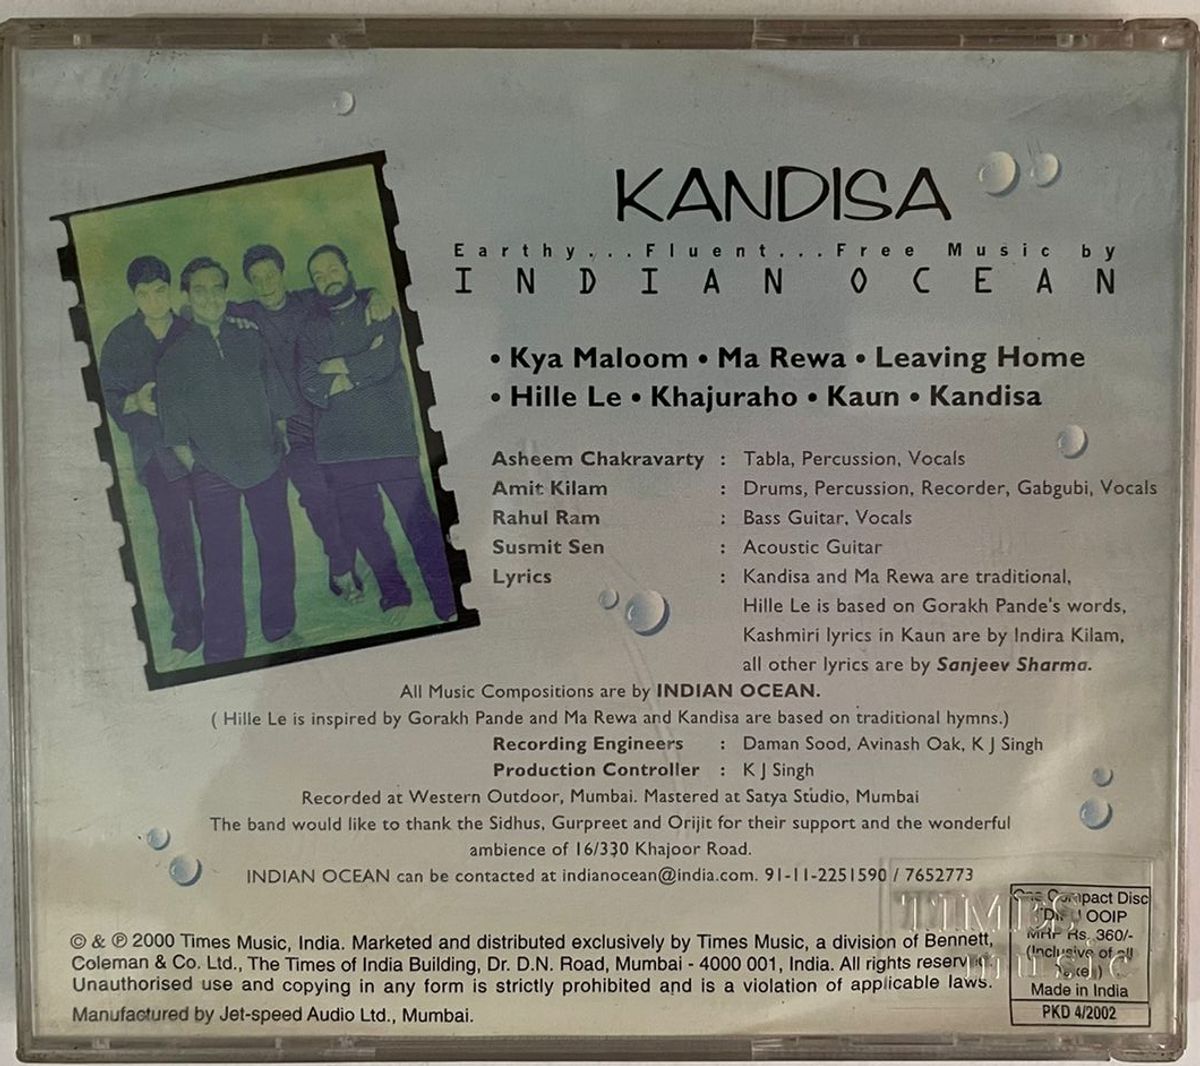 KANDISA
Earthy...Fluent...Free Music by
INDIAN OCEAN
• Kya Maloom • Ma Rewa • Leaving Home
• Hille Le • Khajuraho • Kaun • Kandisa
Asheem Chakravarty : Tabla, Percussion, Vocals
Amit Kilam : Drums, Percussion, Recorder, Gabgubi, Vocals
Rahul Ram : Bass Guitar, Vocals
Susmit Sen : Acoustic Guitar
Lyrics : Kandisa and Ma Rewa are traditional,
Hille Le is based on Gorakh Pande's words,
Kashmiri lyrics in Kaun are by Indira Kilam,
all other lyrics are by Sanjeev Sharma.
All Music Compositions are by INDIAN OCEAN.
( Hille Le is inspired by Gorakh Pande and Ma Rewa and Kandisa are based on traditional hymns.)
Recording Engineers : Daman Sood, Avinash Oak, K J Singh
Production Controller : K J Singh
Recorded at Western Outdoor, Mumbai. Mastered at Satya Studio, Mumbai
The band would like to thank the Sidhus, Gurpreet and Orijit for their support and the wonderful
ambience of 16/330 Khajoor Road.
INDIAN OCEAN can be contacted at indianocean@india.com. 91-11-2251590 / 7652773
TIMES
music
© & ℗ 2000 Times Music, India. Marketed and distributed exclusively by Times Music, a division of Bennett,
Coleman & Co. Ltd., The Times of India Building, Dr. D.N. Road, Mumbai - 4000 001, India. All rights
Unauthorised use and copying in any form is strictly prohibited and is a violation of applicable laws.
Manufactured by Jet-speed Audio Ltd., Mumbai.
One Compact Disc
OOIP
MRP Rs. 360/-
(Inclusive of all
Made in India
PKD 4/2002